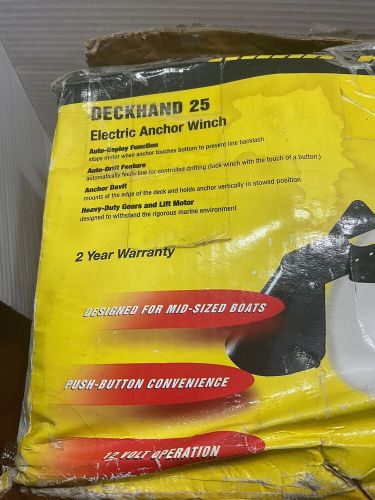 DECKHAND 25
Electric Anchor Winch
Auto-Deploy Function
stops motor when anchor touches bottom to prevent line backlash
Auto-Drift Feature
automatically feeds line for controlled drifting (lock winch with the touch of a button)
Anchor Davit
mounts at the edge of the deck and holds anchor vertically in stowed position
Heavy-Duty Gears and Lift Motor
designed to withstand the rigorous marine environment
2 Year Warranty
DESIGNED FOR MID-SIZED BOATS
PUSH-BUTTON CONVENIENCE
12 VOLT OPERATION